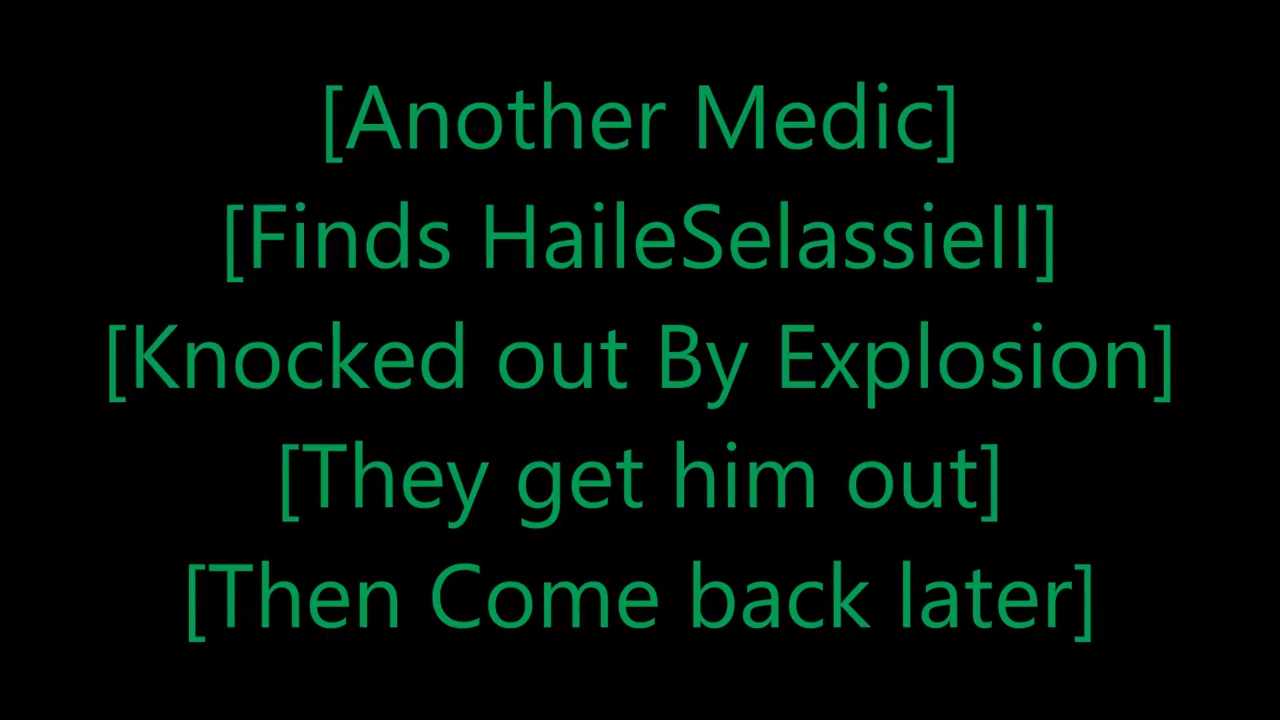 [Another Medic]
[Finds HaileSelassieII]
[Knocked out By Explosion]
[They get him out]
[Then Come back later]